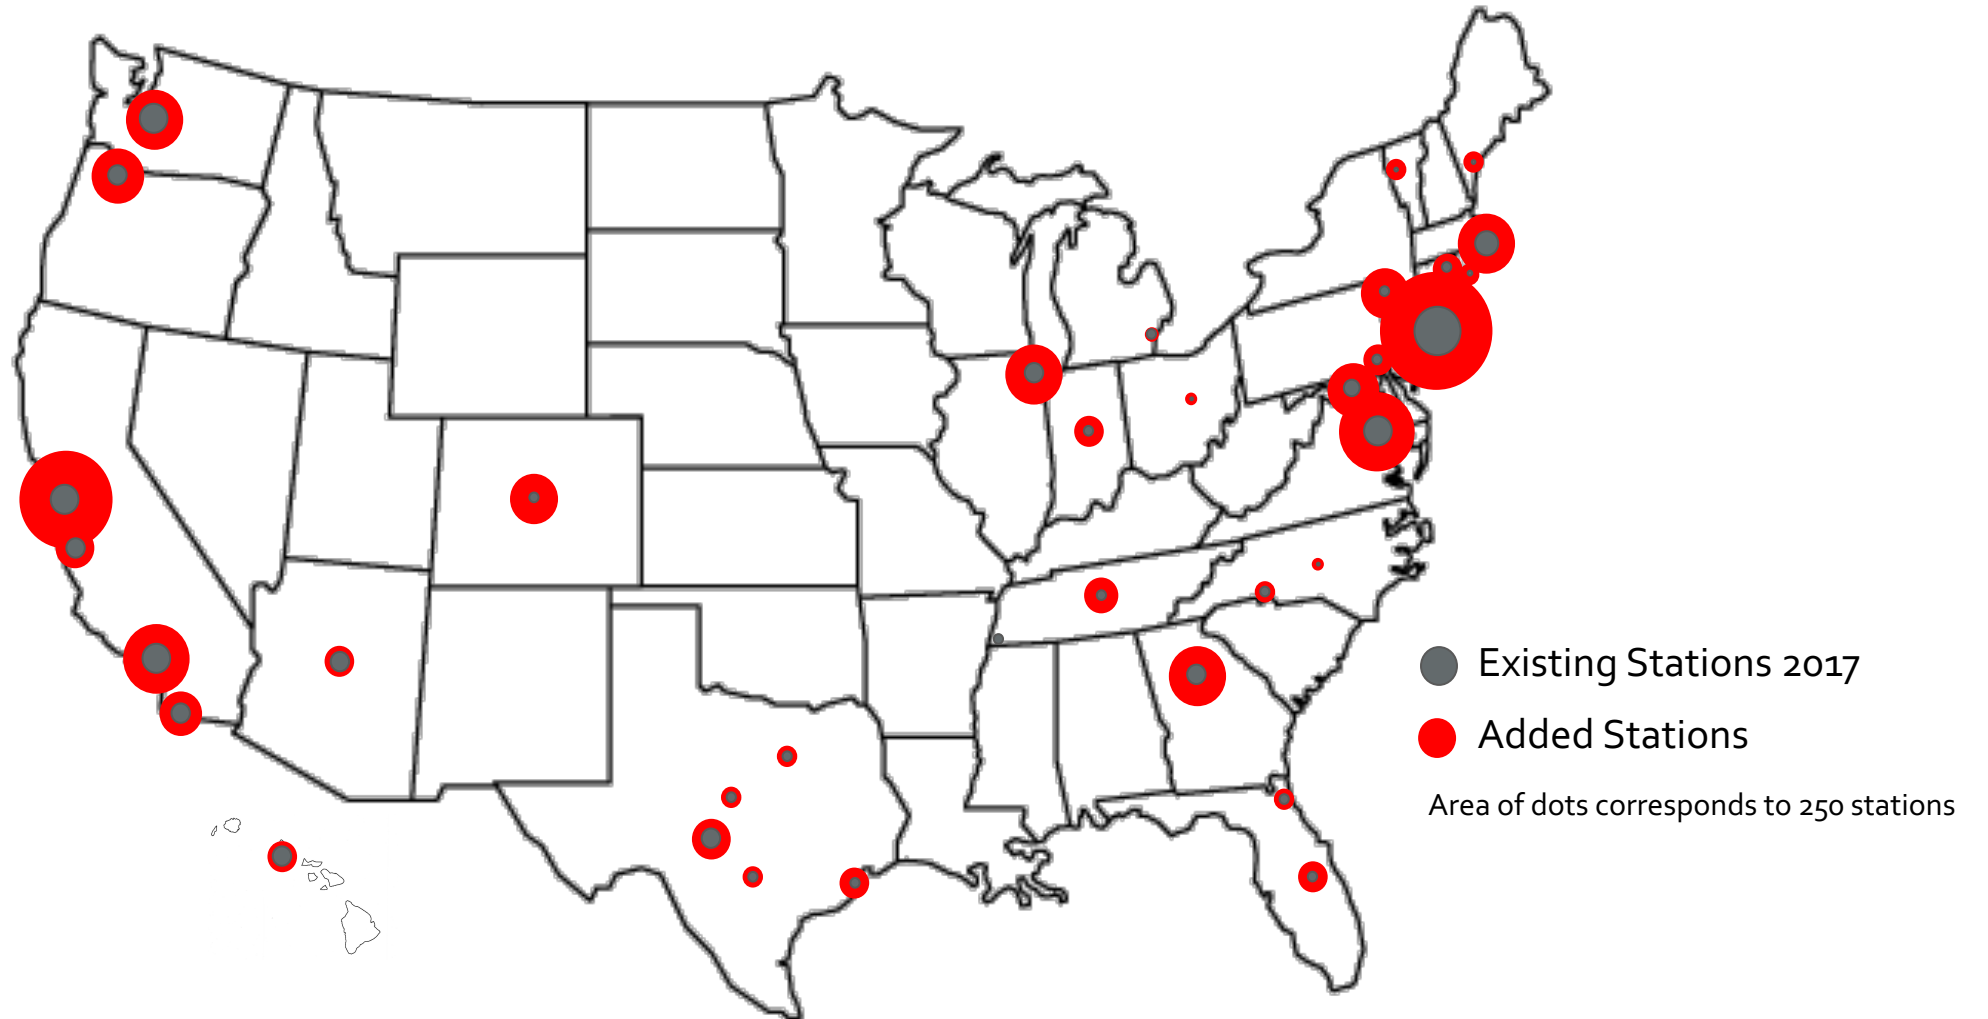 Existing Stations 2017
Added Stations
Area of dots corresponds to 250 stations